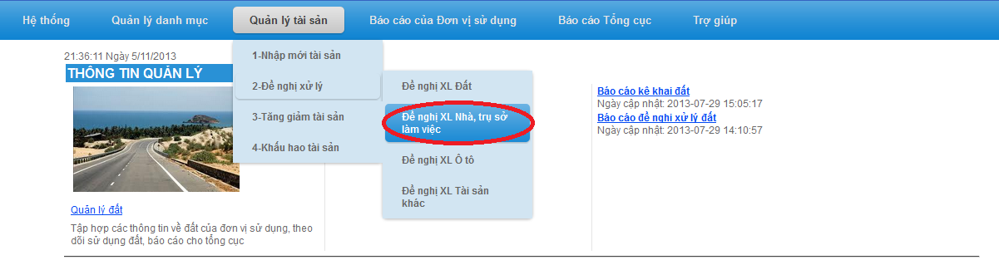 Hệ thống Quản lý danh mục Quản lý tài sản Báo cáo của Đơn vị sử dụng Báo cáo Tổng cục Trợ giúp
21:36:11 Ngày 5/11/2013
THÔNG TIN QUẢN LÝ
1-Nhập mới tài sản
2-Đề nghị xử lý
3-Tăng giảm tài sản
4-Khấu hao tài sản
Đề nghị XL Đất
Đề nghị XL Nhà, trụ sở
làm việc
Đề nghị XL Ô tô
Đề nghị XL Tài sản
khác
Báo cáo kê khai đất
Ngày cập nhật: 2013-07-29 15:05:17
Báo cáo đề nghị xử lý đất
Ngày cập nhật: 2013-07-29 14:10:57
Quản lý đất
Tập hợp các thông tin về đất của đơn vị sử dụng, theo
dõi sử dụng đất, báo cáo cho tổng cục